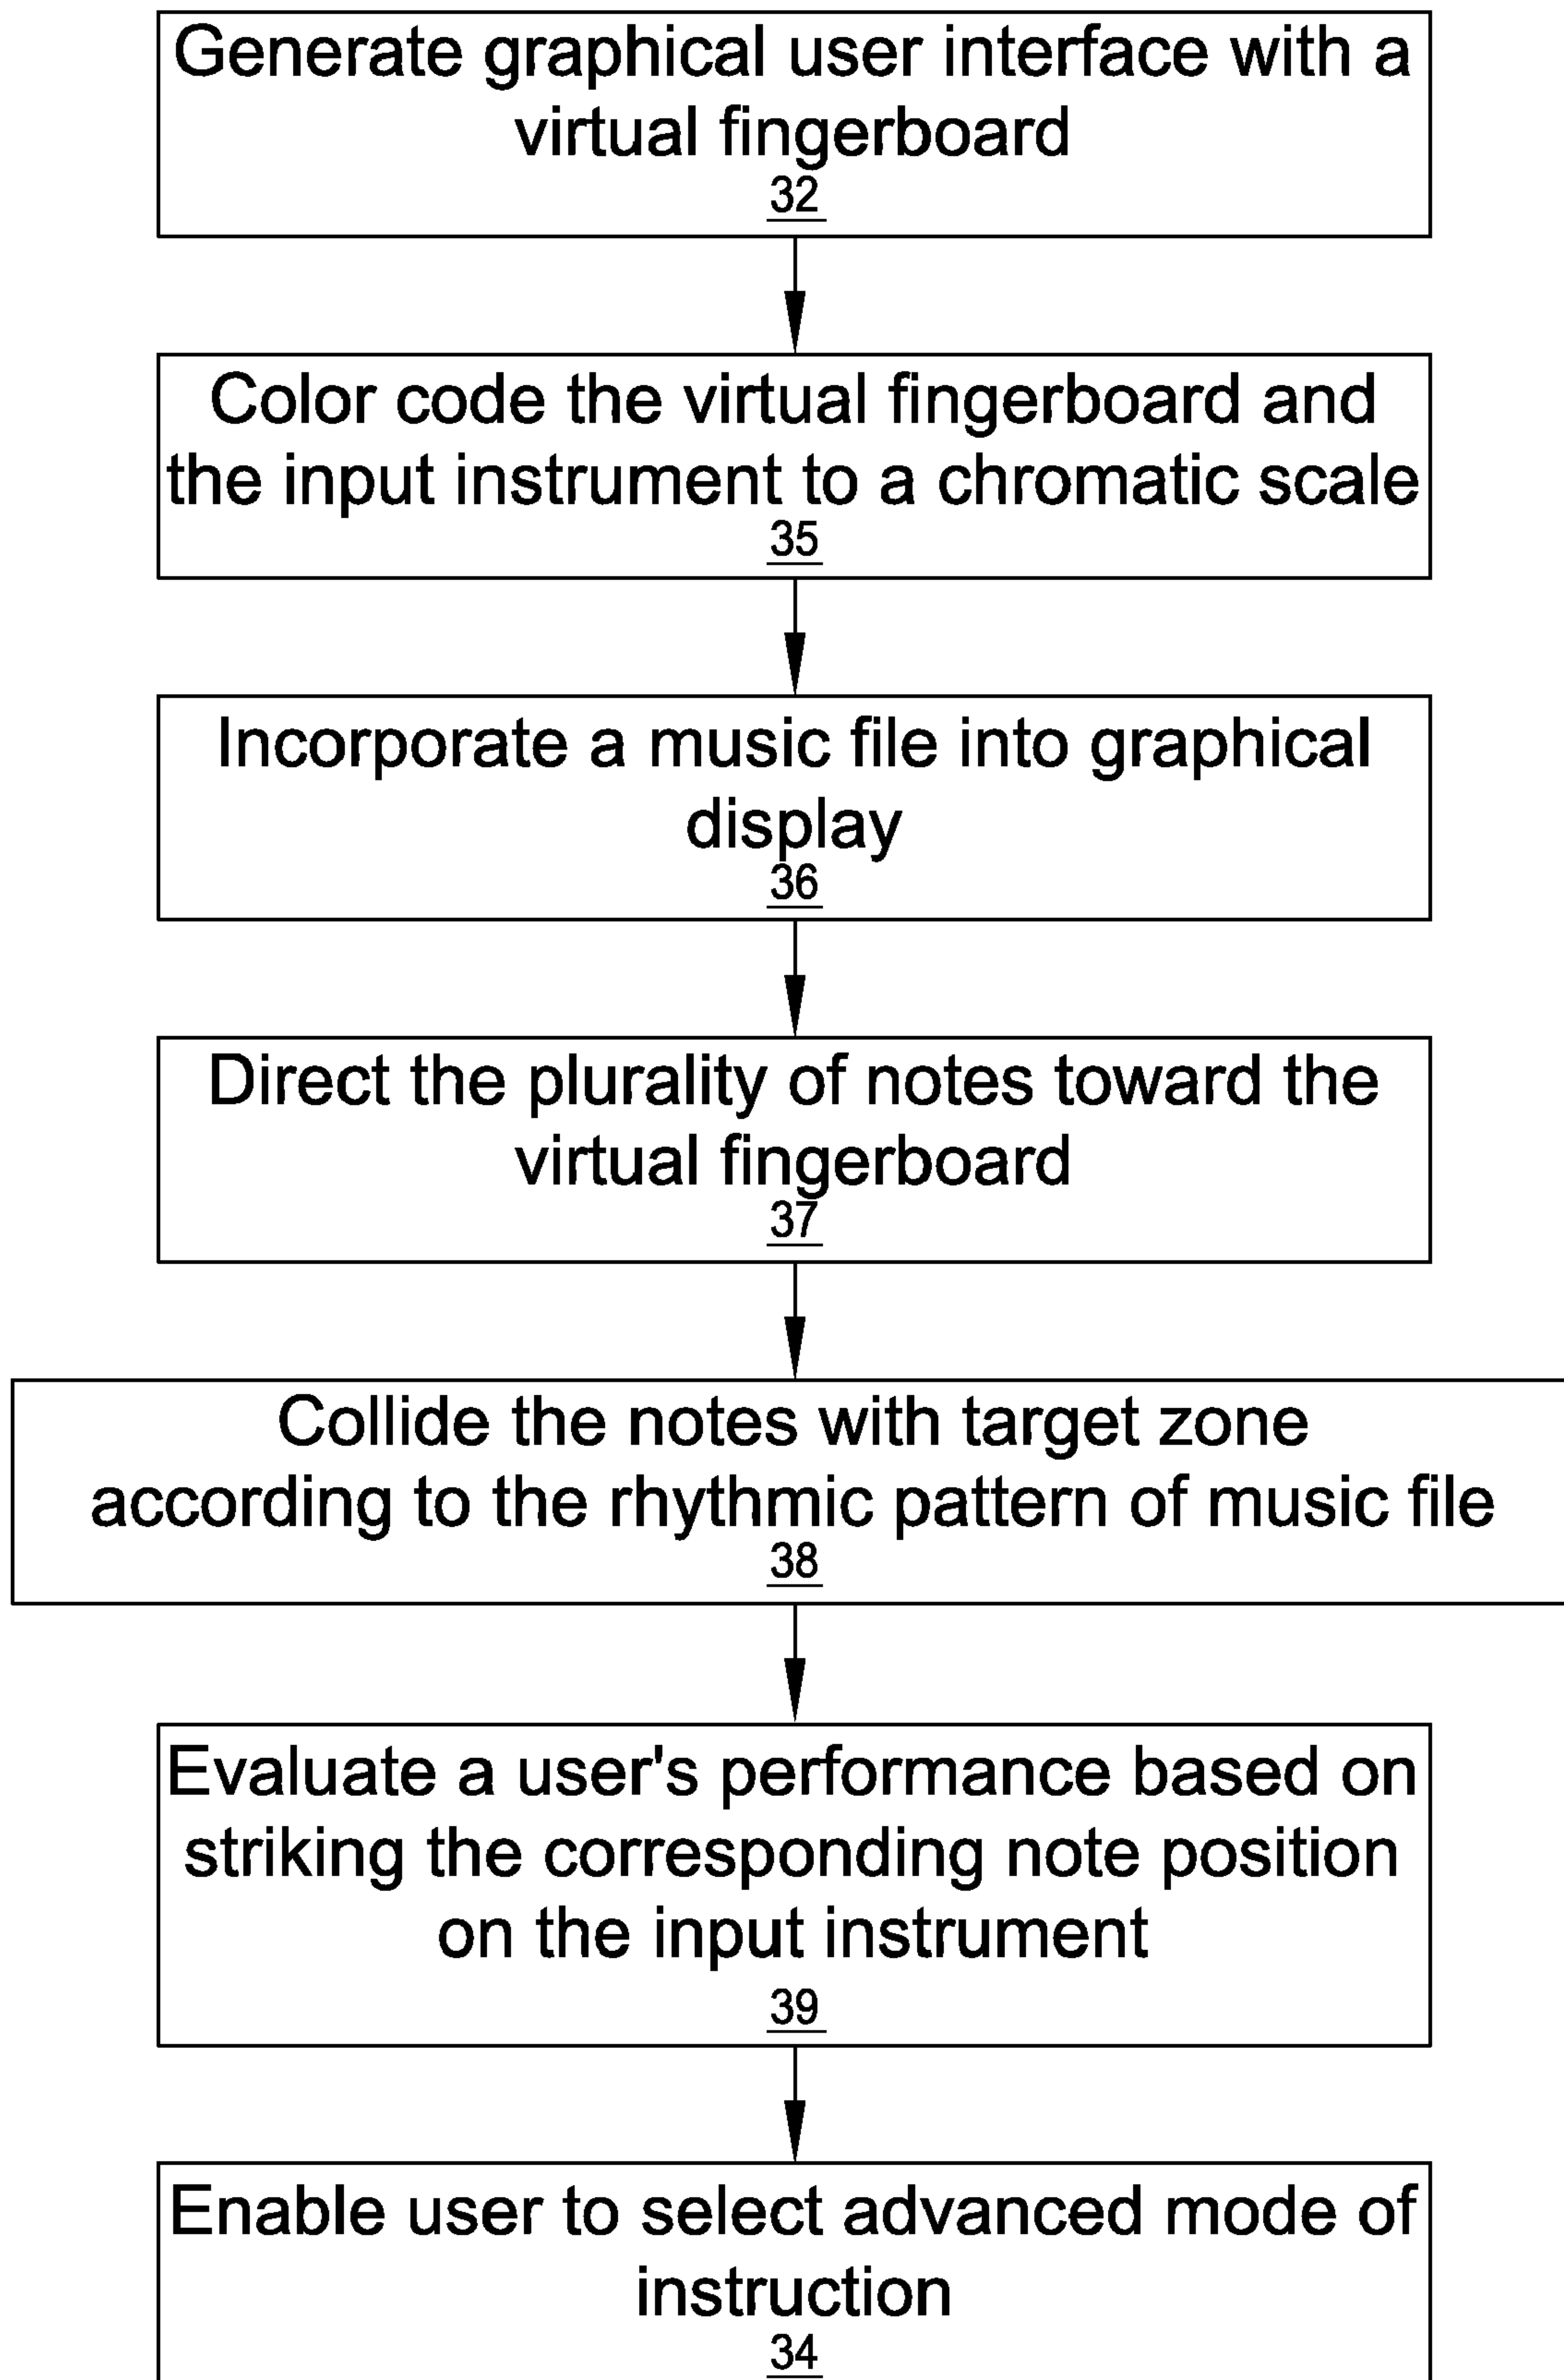 Generate graphical user interface with a
virtual fingerboard
32
Color code the virtual fingerboard and
the input instrument to a chromatic scale
35
Incorporate a music file into graphical
display
36
Direct the plurality of notes toward the
virtual fingerboard
37
Collide the notes with target zone
according to the rhythmic pattern of music file
38
Evaluate a user's performance based on
striking the corresponding note position
on the input instrument
39
Enable user to select advanced mode of
instruction
34